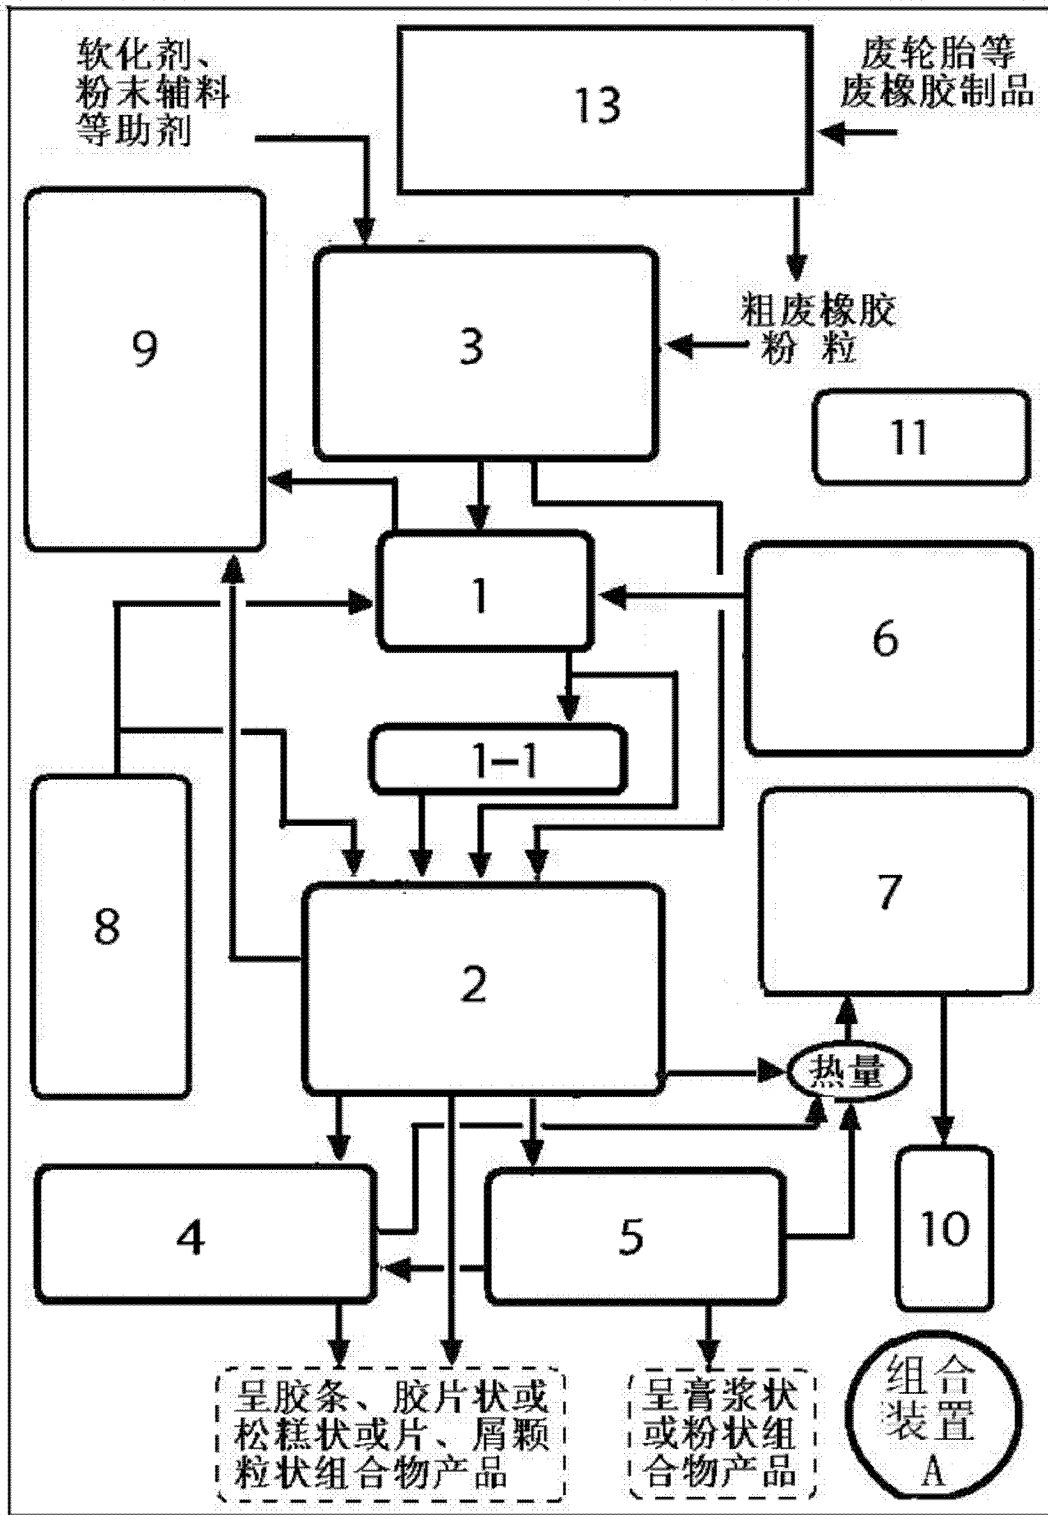 软化剂、
粉末辅料
等助剂
13
废轮胎等
废橡胶制品
9
3
粗废橡胶
粉 粒
11
1
6
1-1
8
7
2
热量
4
5
10
呈胶条、胶片状或
松糕状或片、屑颗
粒状组合物产品
呈膏浆状
或粉状组
合物产品
组合
装置
A